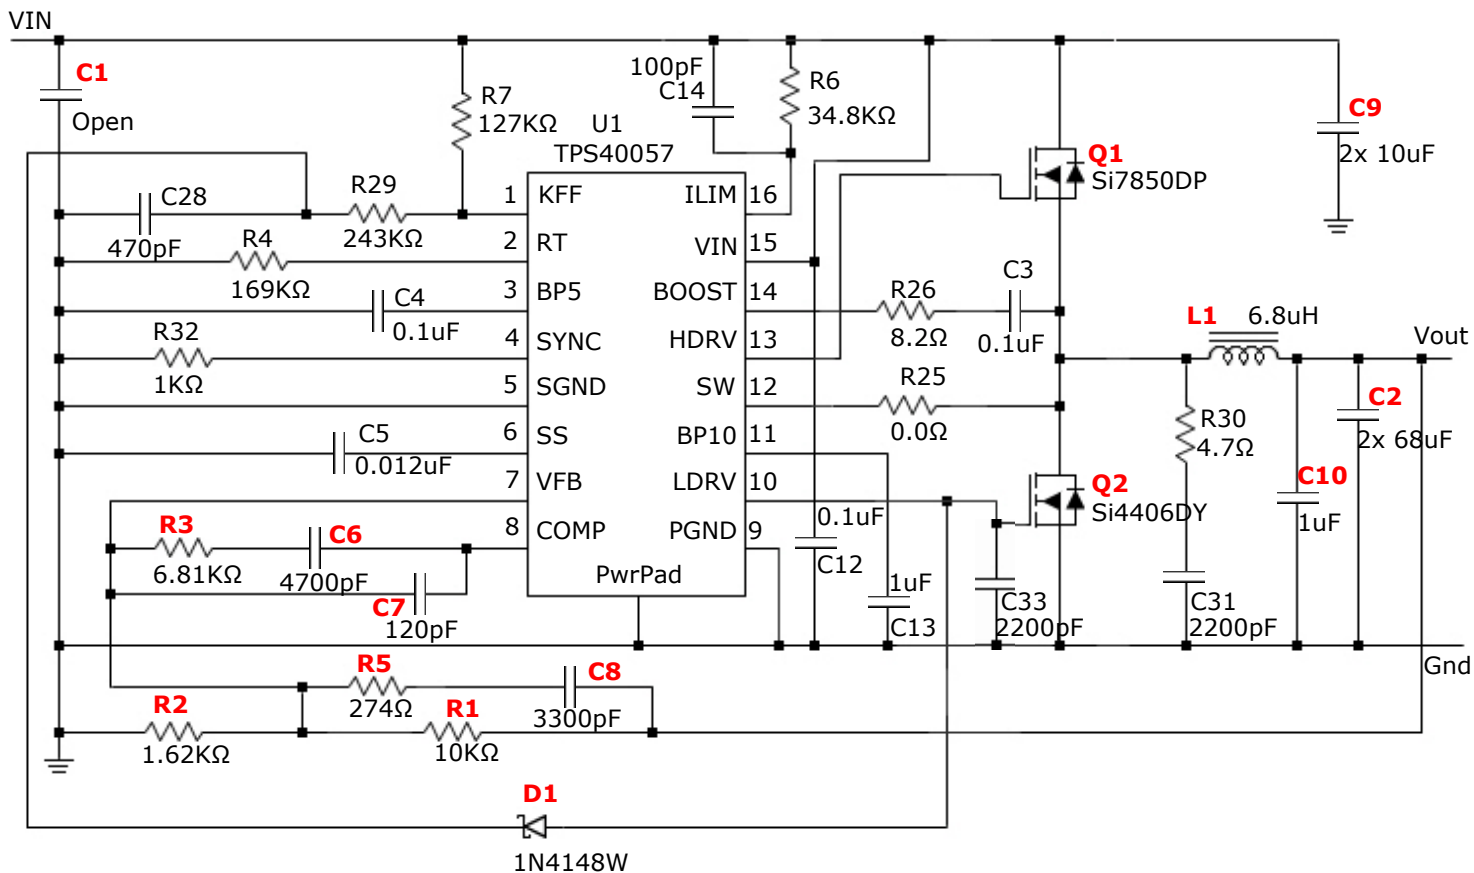 VIN
C1
Open
R7
127KΩ
100pF
C14
R6
34.8KΩ
C9
2x 10uF
U1
TPS40057
Q1
Si7850DP
C28
470pF
R29
243KΩ
1
KFF
ILIM
16
R4
169KΩ
2
RT
VIN
15
C4
0.1uF
3
BP5
BOOST
14
R26
8.2Ω
C3
0.1uF
R32
1KΩ
4
SYNC
HDRV
13
L1
6.8uH
Vout
5
SGND
SW
12
R25
0.0Ω
C5
0.012uF
6
SS
BP10
11
R30
4.7Ω
C2
2x 68uF
7
VFB
LDRV
10
Q2
Si4406DY
C10
1uF
R3
6.81KΩ
C6
4700pF
8
COMP
PGND
9
0.1uF
C12
C7
120pF
PwrPad
1uF
C13
C33
2200pF
C31
2200pF
Gnd
R5
274Ω
C8
3300pF
R2
1.62KΩ
R1
10KΩ
D1
1N4148W